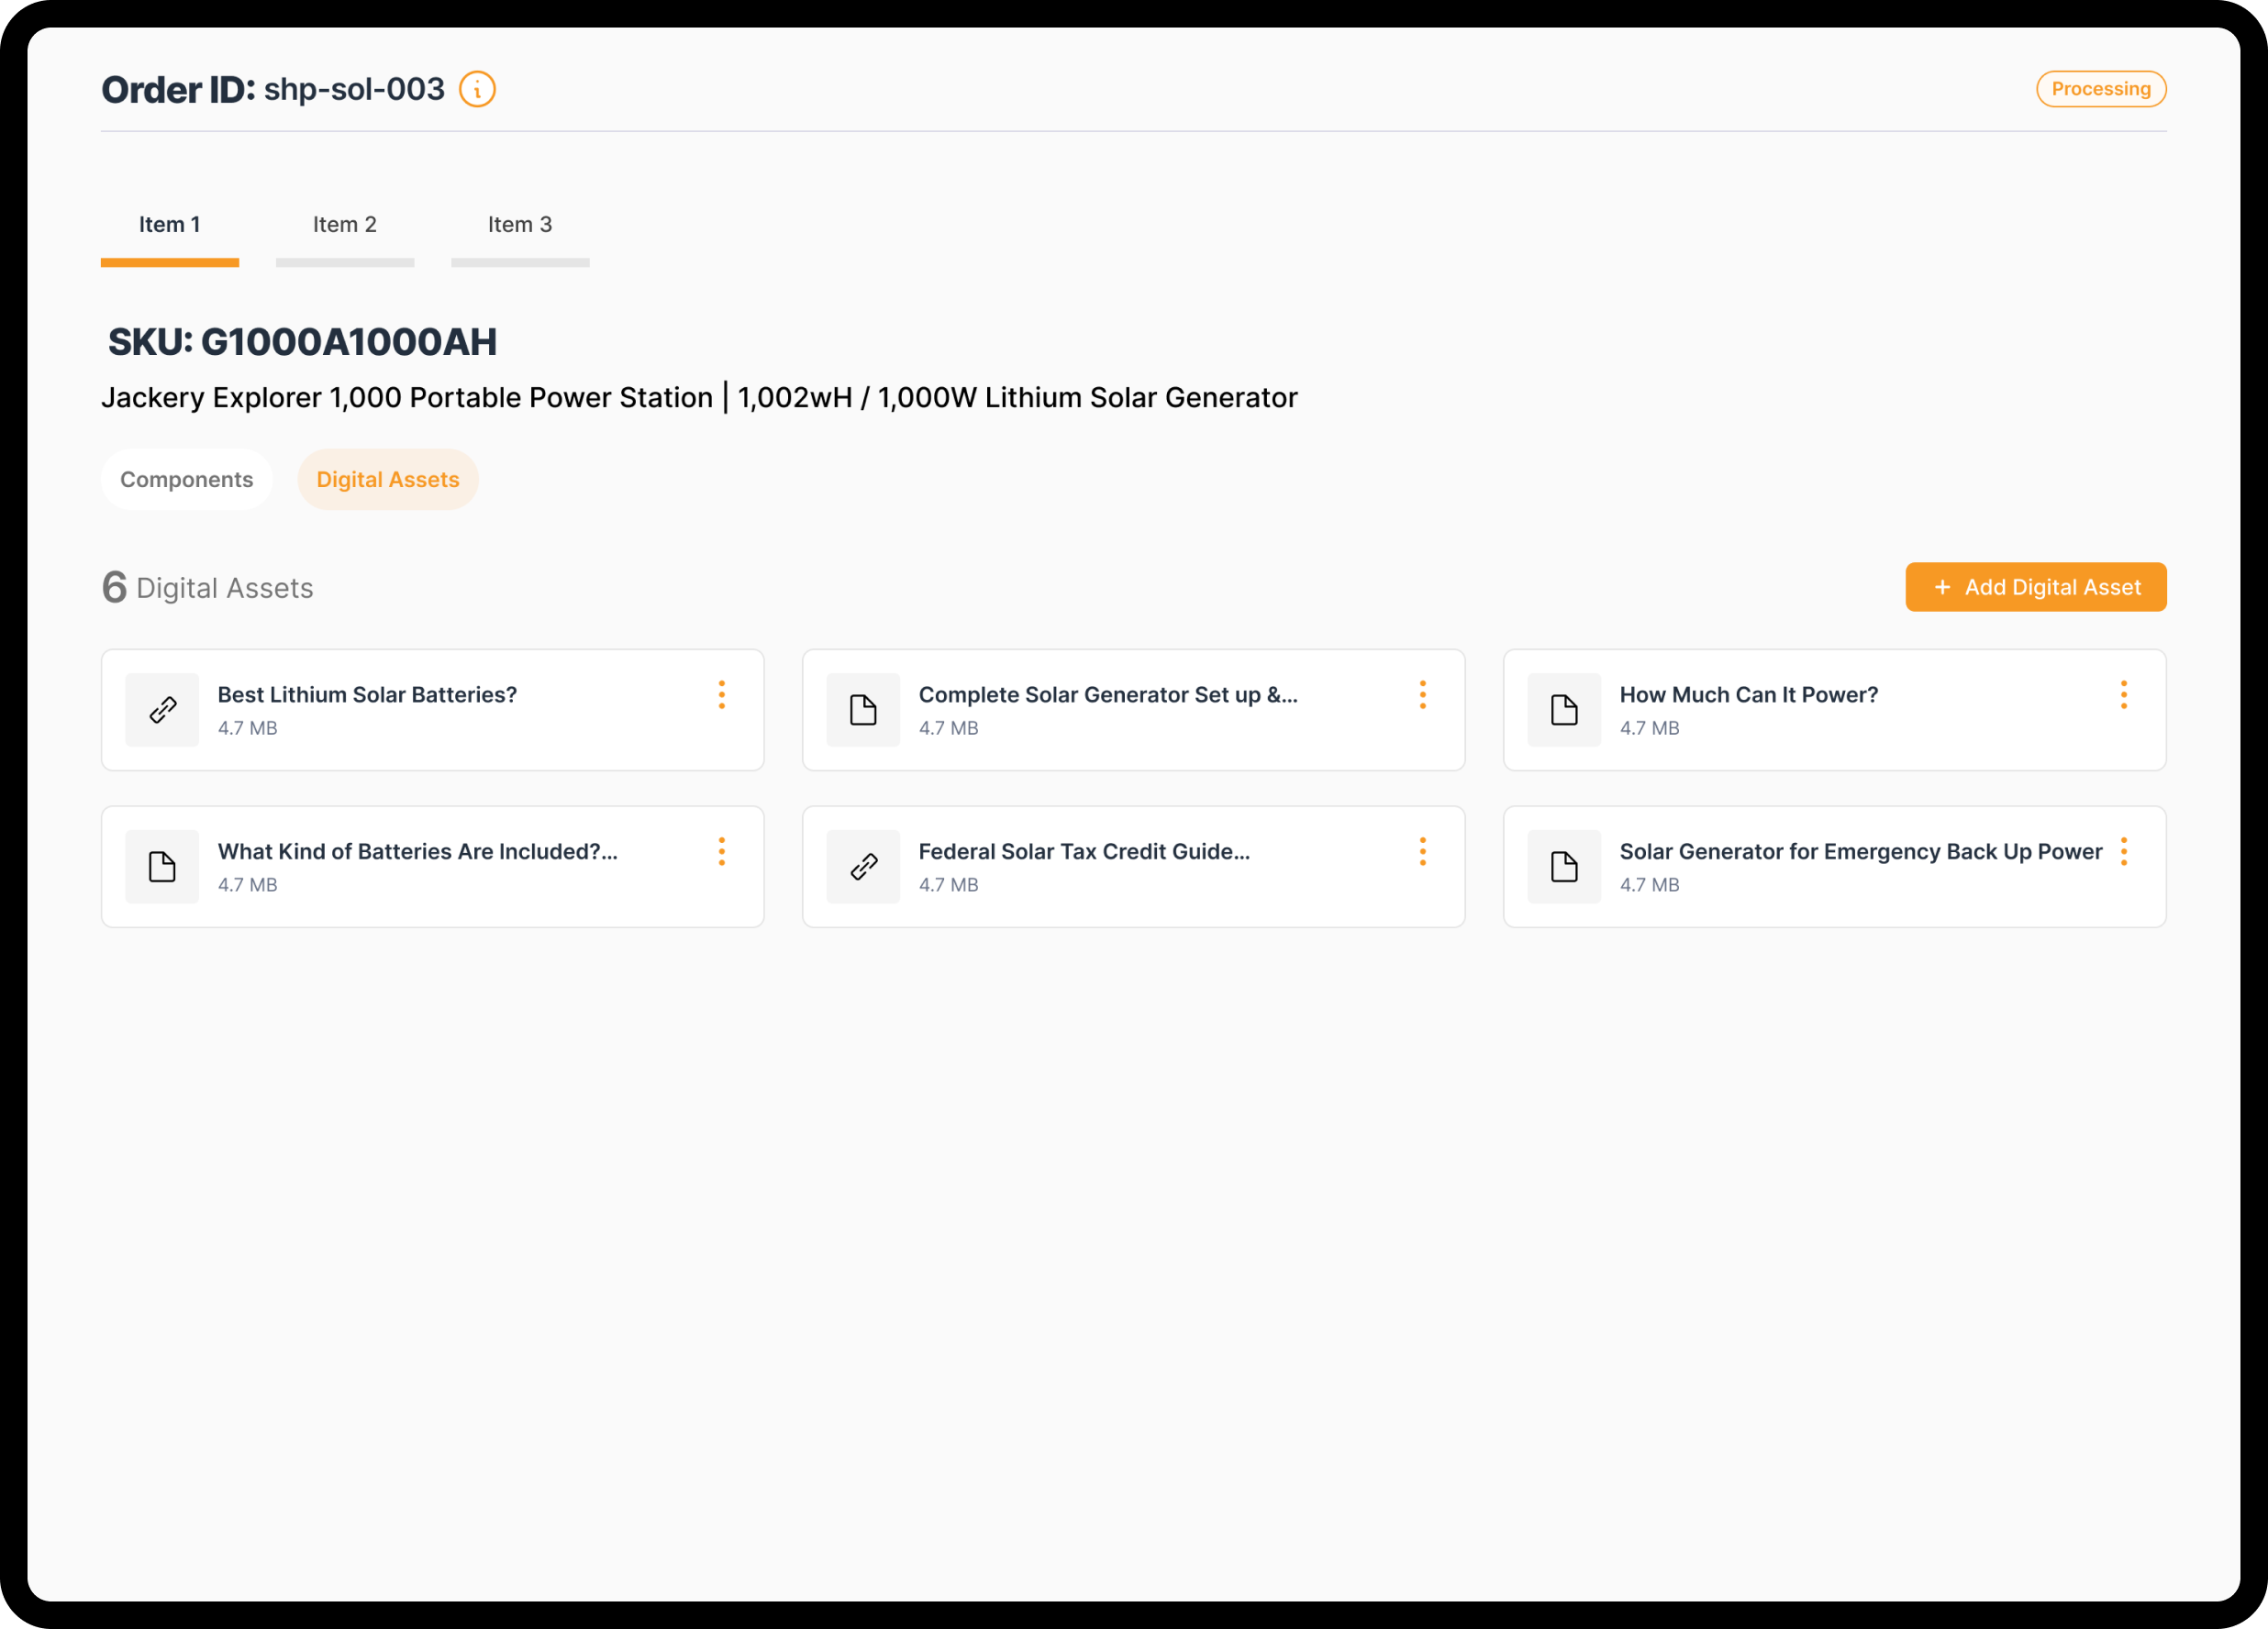 Order ID: shp-sol-003
Processing
Item 1 Item 2 Item 3
SKU: G1000A1000AH
Jackery Explorer 1,000 Portable Power Station | 1,002wH / 1,000W Lithium Solar Generator
Components Digital Assets
6 Digital Assets
+ Add Digital Asset
Best Lithium Solar Batteries?
4.7 MB
Complete Solar Generator Set up &...
4.7 MB
How Much Can It Power?
4.7 MB
What Kind of Batteries Are Included?...
4.7 MB
Federal Solar Tax Credit Guide...
4.7 MB
Solar Generator for Emergency Back Up Power
4.7 MB